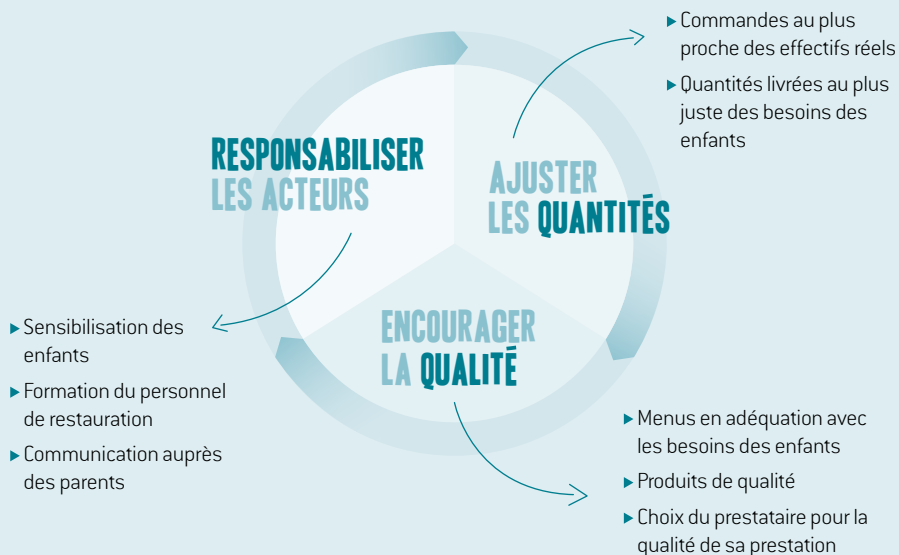 RESPONSABILISER
LES ACTEURS
▶ Sensibilisation des
enfants
▶ Formation du personnel
de restauration
▶ Communication auprès
des parents
AJUSTER
LES QUANTITÉS
▶ Commandes au plus
proche des effectifs réels
▶ Quantités livrées au plus
juste des besoins des
enfants
ENCOURAGER
LA QUALITÉ
▶ Menus en adéquation avec
les besoins des enfants
▶ Produits de qualité
▶ Choix du prestataire pour la
qualité de sa prestation